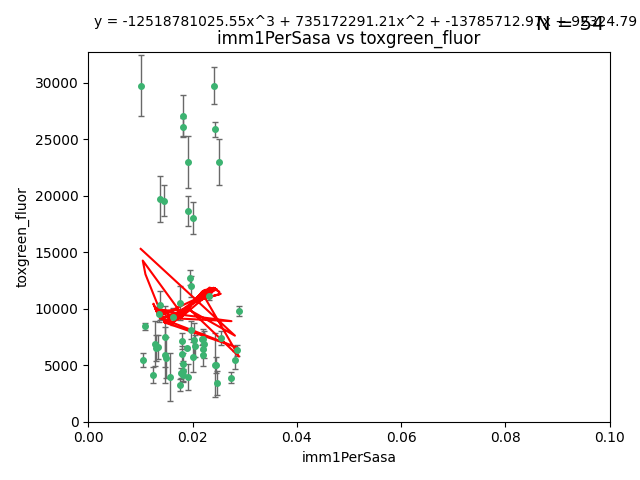 y = -12518781025.55x^3 + 735172291.21x^2 + -13785712.97x + 99324.79
N = 54
imm1PerSasa vs toxgreen_fluor
30000
25000
20000
15000
10000
5000
0
toxgreen_fluor
0.00 0.02 0.04 0.06 0.08 0.10
imm1PerSasa